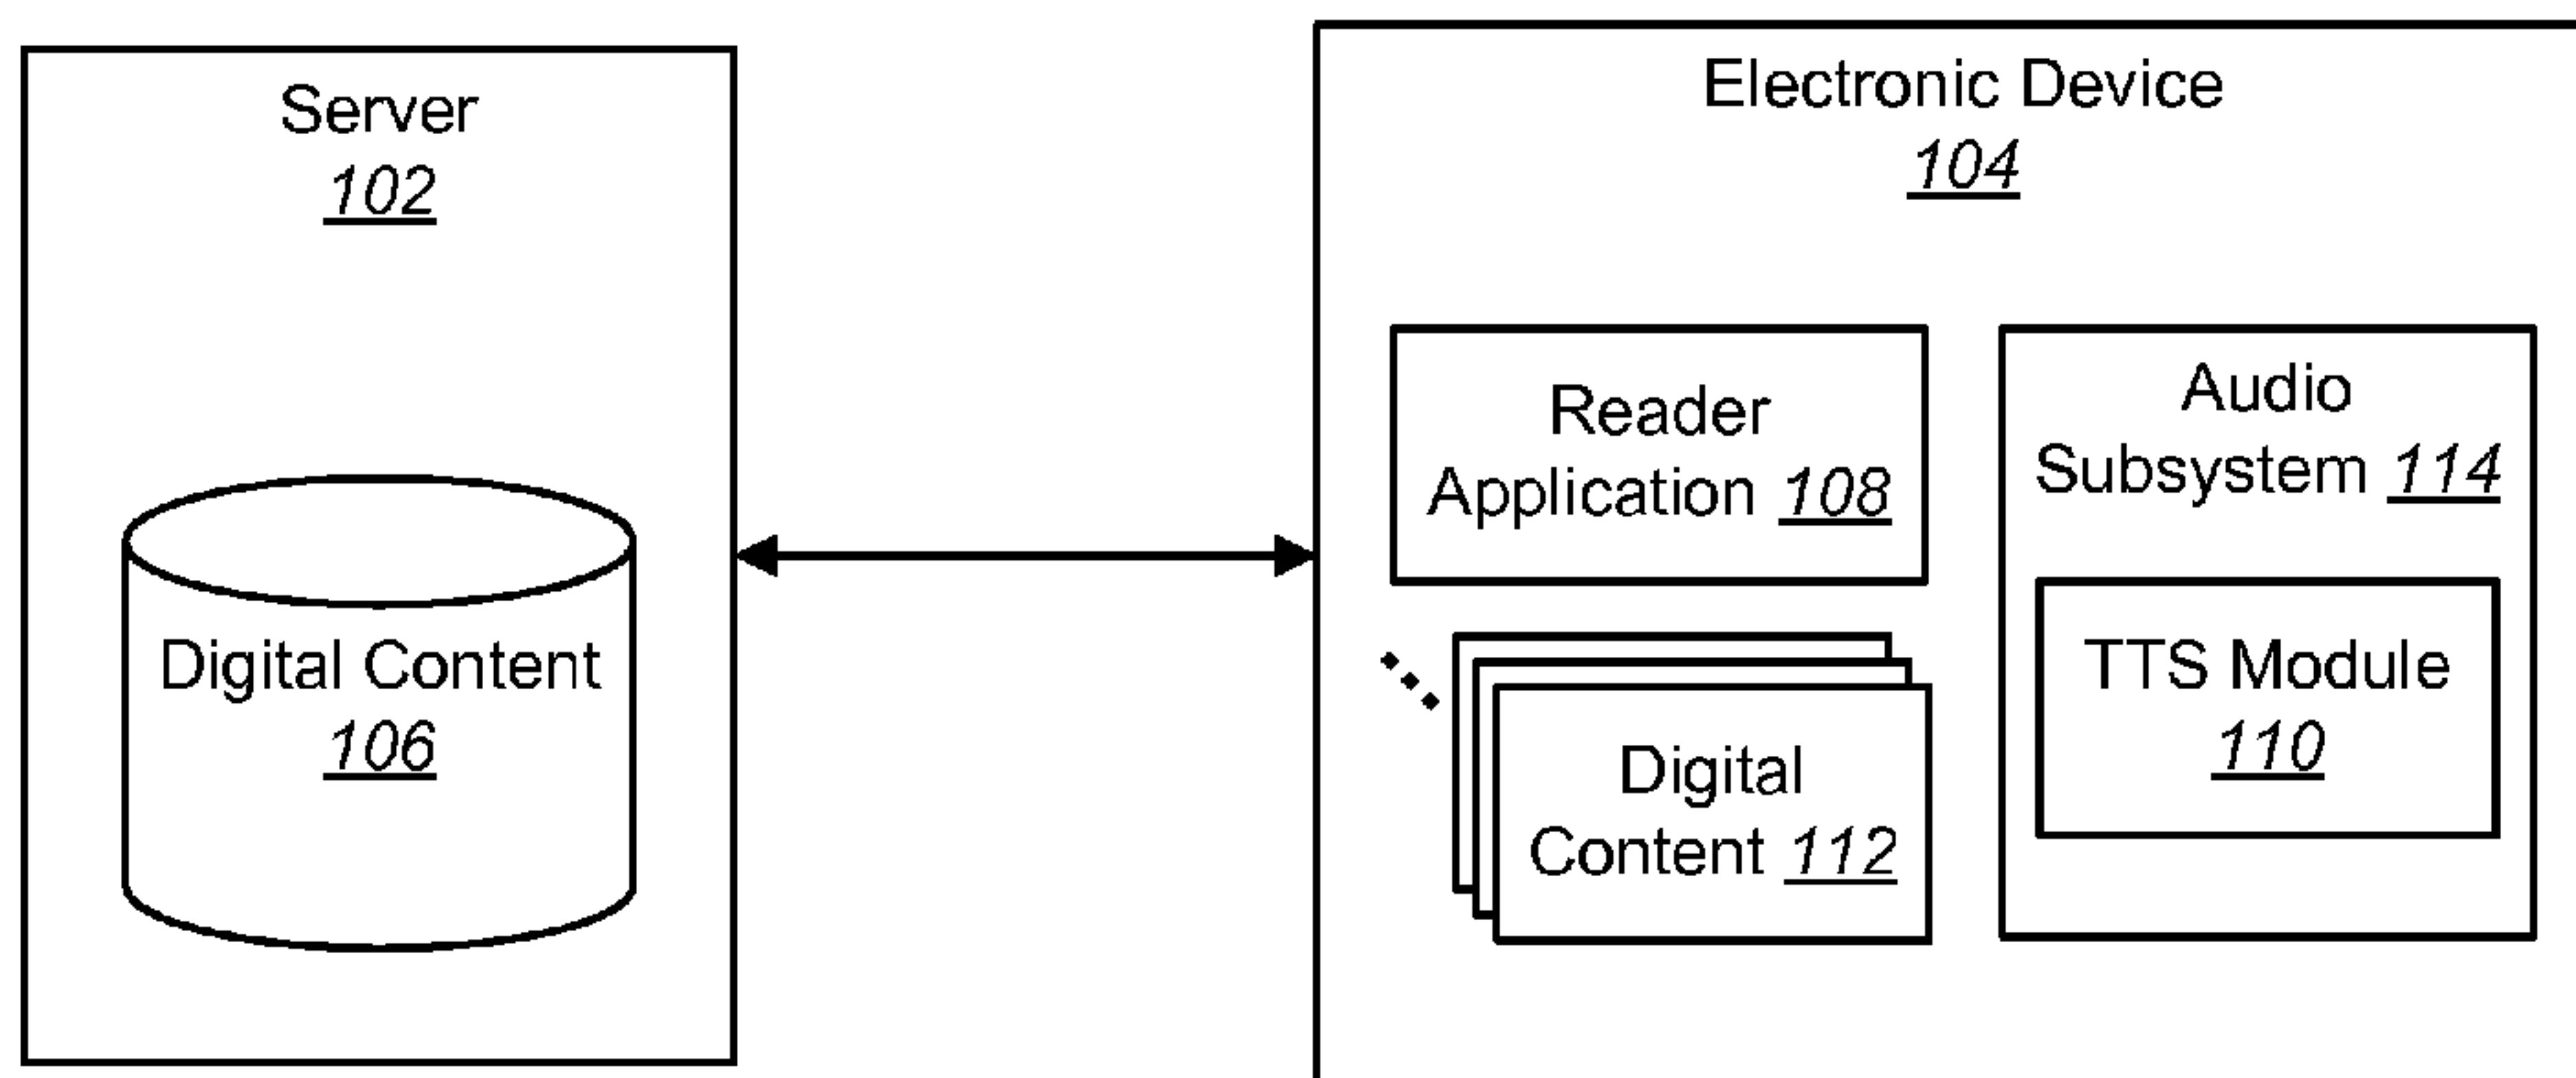 Server
102
Digital Content
106
Electronic Device
104
Reader
Application 108
Digital
Content 112
Audio
Subsystem 114
TTS Module
110